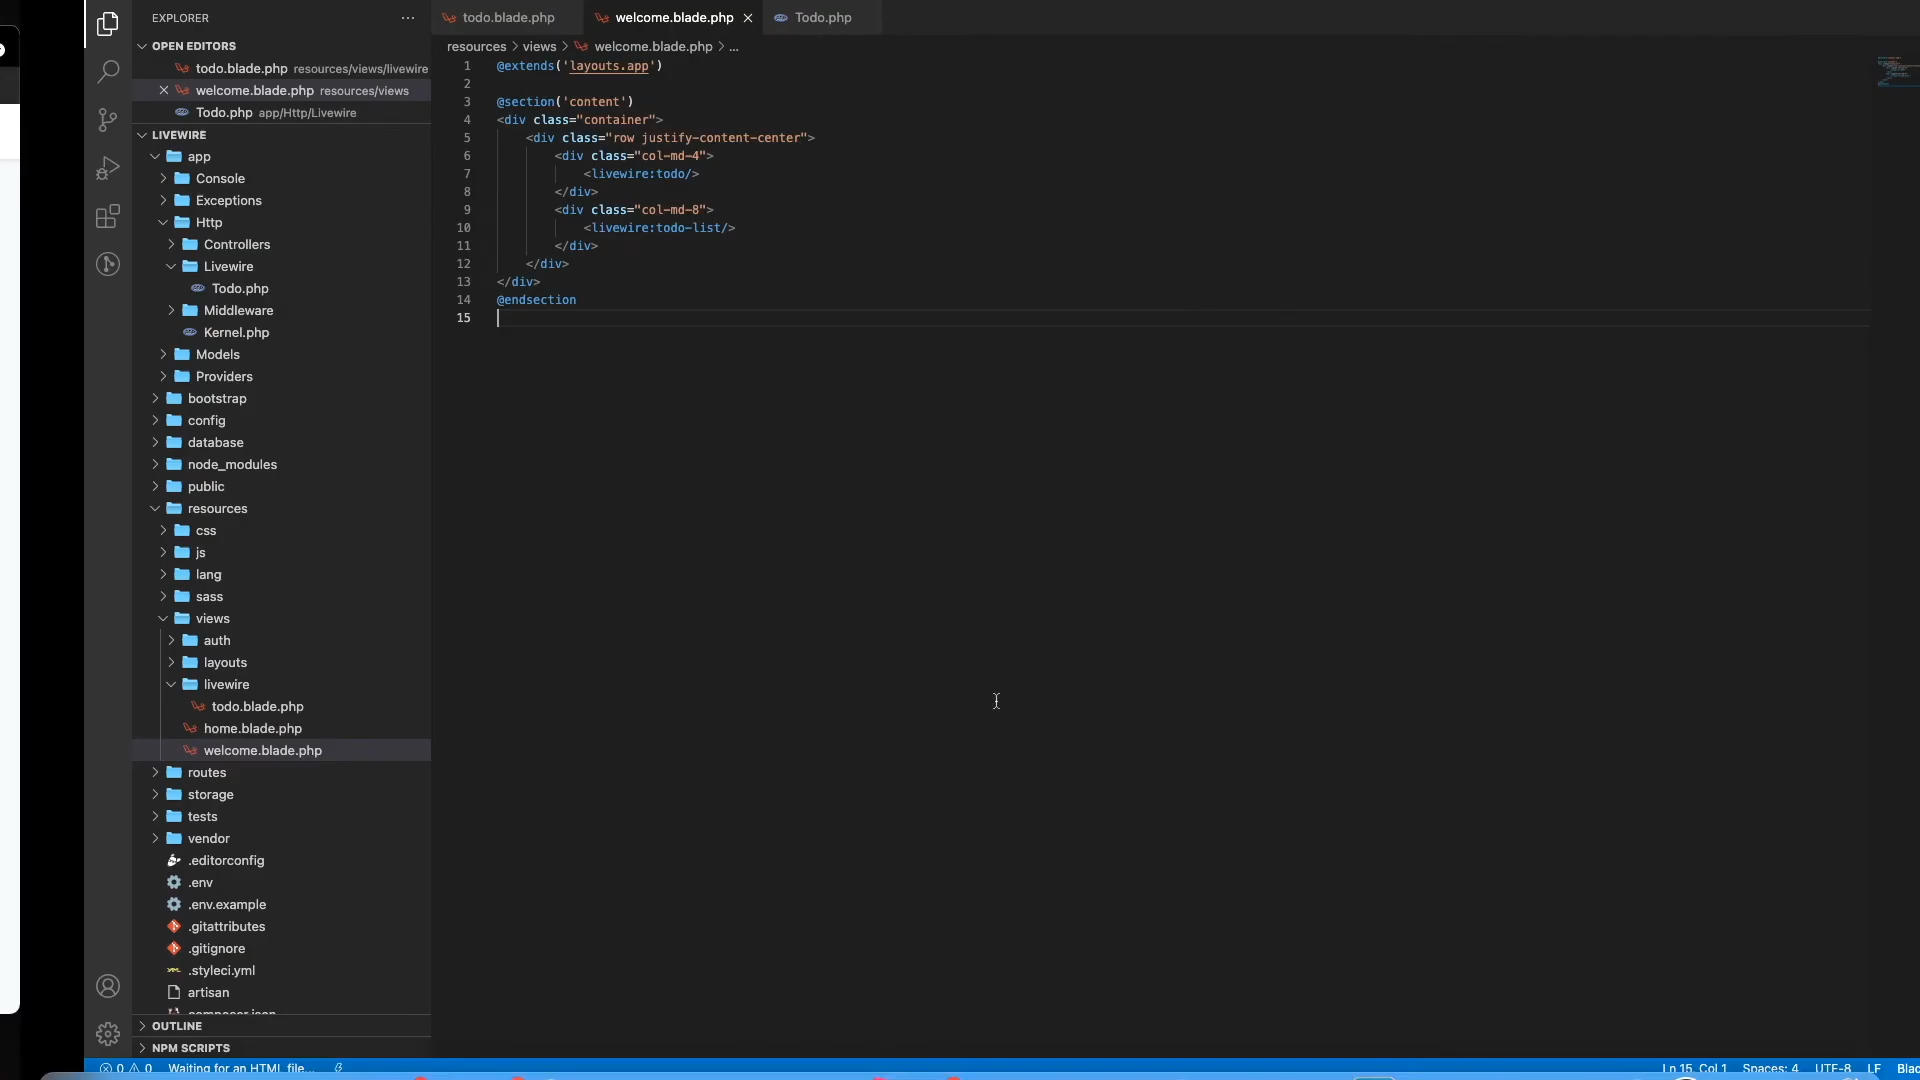 EXPLORER
OPEN EDITORS
todo.blade.php resources/views/livewire
welcome.blade.php resources/views
Todo.php app/Http/Livewire
LIVEWIRE
app
Console
Exceptions
Http
Controllers
Livewire
Todo.php
Middleware
Kernel.php
Models
Providers
bootstrap
config
database
node_modules
public
resources
css
js
lang
sass
views
auth
layouts
livewire
todo.blade.php
home.blade.php
welcome.blade.php
routes
storage
tests
vendor
.editorconfig
.env
.env.example
.gitattributes
.gitignore
.styleci.yml
artisan
composer.json
OUTLINE
NPM SCRIPTS
todo.blade.php welcome.blade.php Todo.php
resources > views > welcome.blade.php > ...
1 @extends('layouts.app')
2
3 @section('content')
4 <div class="container">
5 <div class="row justify-content-center">
6 <div class="col-md-4">
7 <livewire:todo/>
8 </div>
9 <div class="col-md-8">
10 <livewire:todo-list/>
11 </div>
12 </div>
13 </div>
14 @endsection
15
0 0 Waiting for an HTML file... Ln 15, Col 1 Spaces: 4 UTF-8 LF